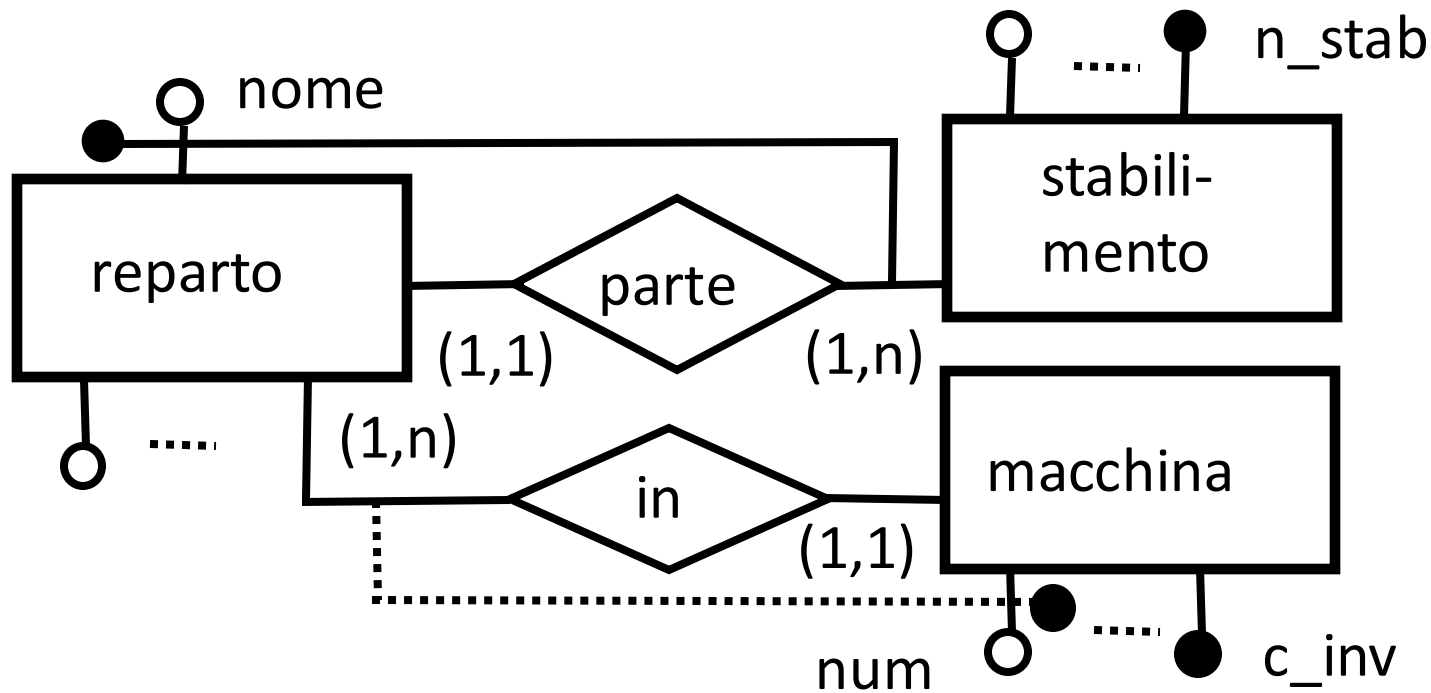 n_stab
nome
stabili-
mento
reparto
parte
(1,1)
(1,n)
(1,n)
macchina
in
(1,1)
num
c_inv